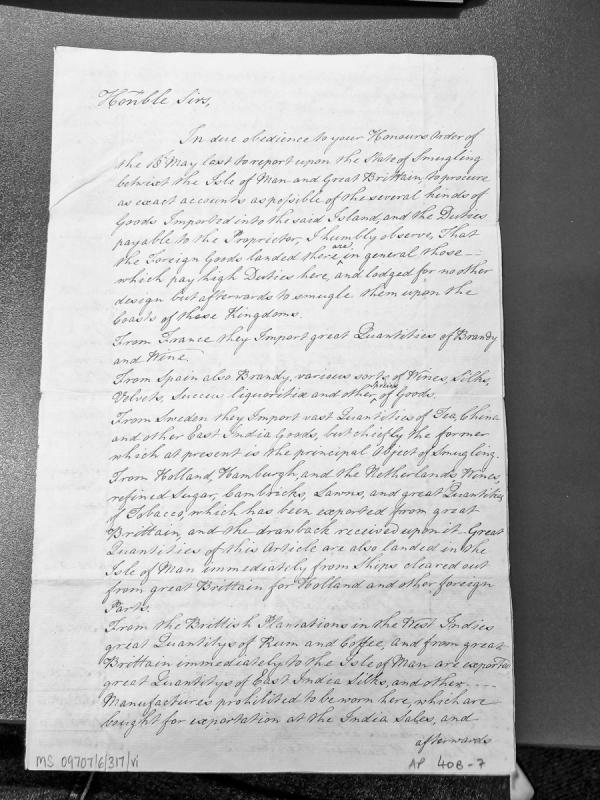 Hon:ble Sirs,
In due obedience to your Honours Order of
the 18 May last to report upon the State of Smugling
betwixt the Isle of Man and Great Brittain, to procure
as exact accounts as possible of the several kinds of
Goods Imported into the said Island, and the Duties
payable to the Proprietor, I humbly observe, That
the Foreign Goods landed there are in general those
which pay high Duties here, and lodged for no other
design but afterwards to smugle them upon the
Coasts of these Kingdoms.
From France they Import great Quantities of Brandy
and Wine.
From Spain also Brandy, various sorts of Wines, Silks,
Velvets, Succus liquoritiæ and other species of Goods.
From Sweden they Import vast Quantities of Tea, China
and other East India Goods, but chiefly the former
which at present is the principal Object of Smugling.
From Holland, Hamburgh, and the Netherlands Wines,
refined Sugar, Cambricks, Lawns, and great Quantities
of Tobacco, which has been exported from great
Brittain, and the drawback received upon it. Great
Quantities of this Article are also landed in the
Isle of Man immediately from Ships cleared out
from great Brittain for Holland and other foreign
Parts.
From the Brittish Plantations in the West Indies
great Quantitys of Rum and Coffee, and from great
Brittain immediately to the Isle of Man are exported
great Quantitys of East India Silks, and other
Manufactures prohibited to be worn here, which are
bought for exportation at the India Sales, and
afterwards
MS 09707/6/317/vi
AP 40B-7